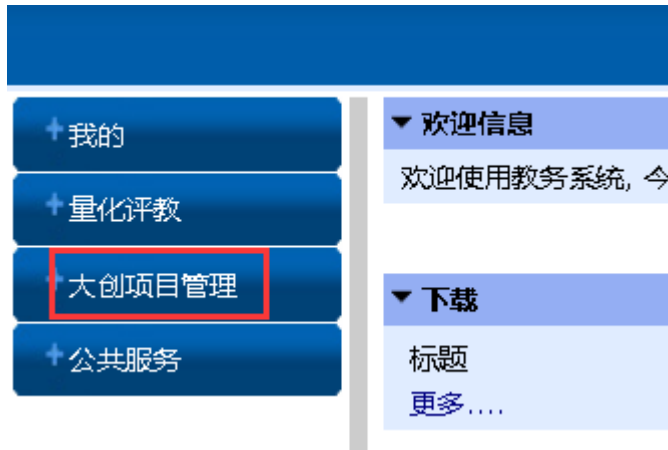 我的
量化评教
大创项目管理
公共服务
欢迎信息
欢迎使用教务系统, 今
下载
标题
更多....